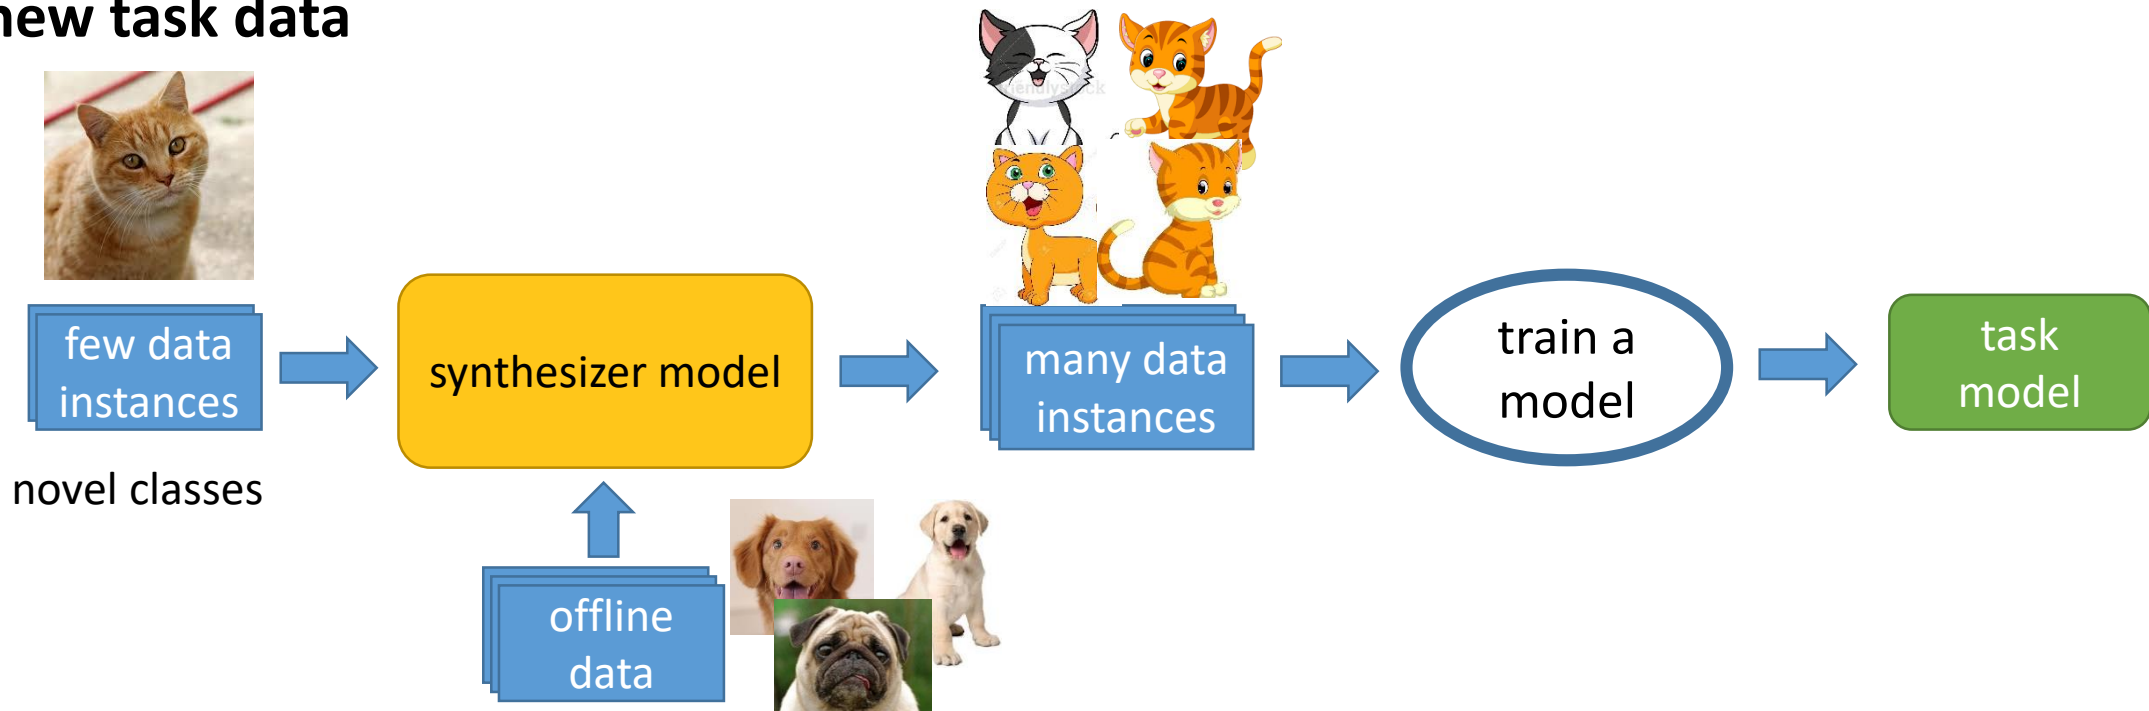 new task data
few data
instances
novel classes
synthesizer model
offline
data
many data
instances
train a
model
task
model